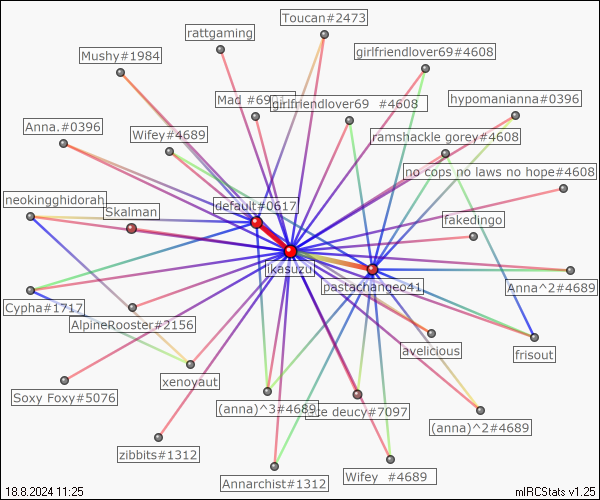 Toucan#2473
rattgaming
girlfriendlover69#4608
Mushy#1984
Mad
girlfriendlover69 #4608
hypomanianna#0396
Anna.#0396
Wifey#4689
ramshackle gorey#4608
no cops no laws no hope#4608
neokingghidorah
Skalman
default#0617
fakedingo
ikasuzu
pastachangeo41
Anna^2#4689
Cypha#1717
AlpineRooster#2156
avelicious
frisout
xenoyaut
Soxy Foxy#5076
(anna)^3#4689
deucy#7097
(anna)^2#4689
zibbits#1312
Annarchist#1312
Wifey #4689
18.8.2024 11:25
mIRCStats v1.25